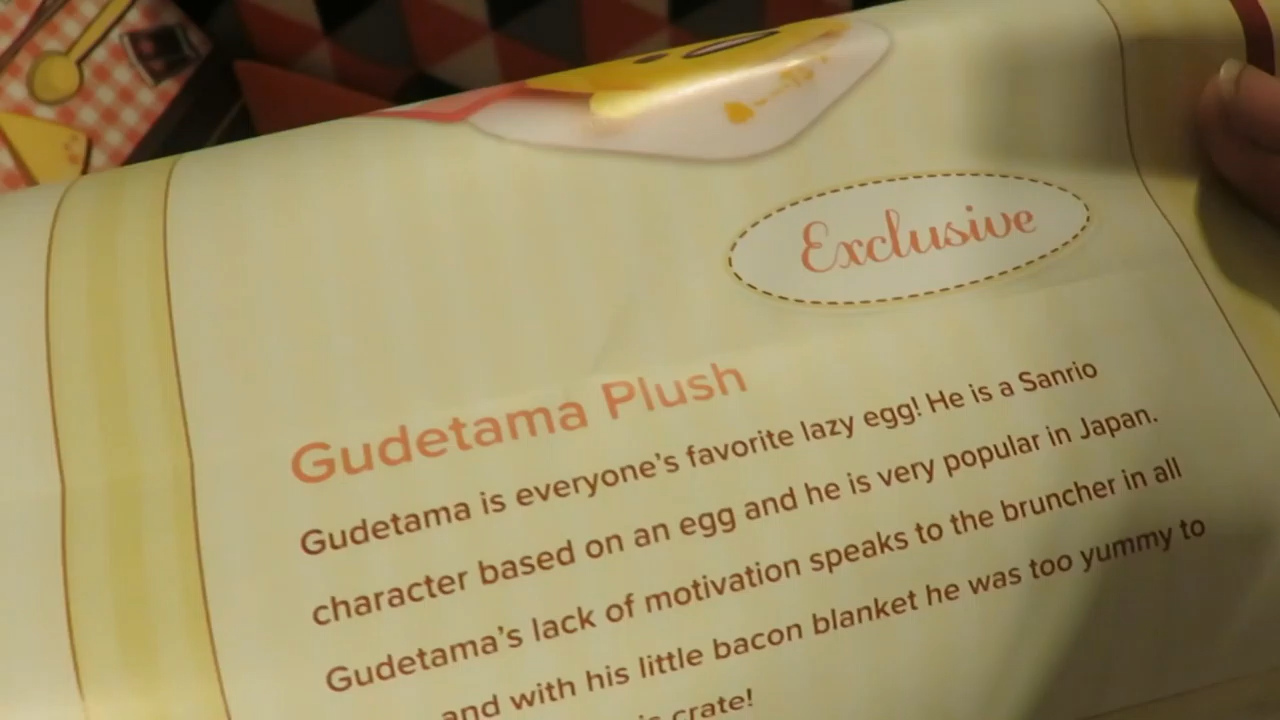 Exclusive
Gudetama Plush
Gudetama is everyone's favorite lazy egg! He is a Sanrio
character based on an egg and he is very popular in Japan.
Gudetama's lack of motivation speaks to the bruncher in all
and with his little bacon blanket he was too yummy to
crate!